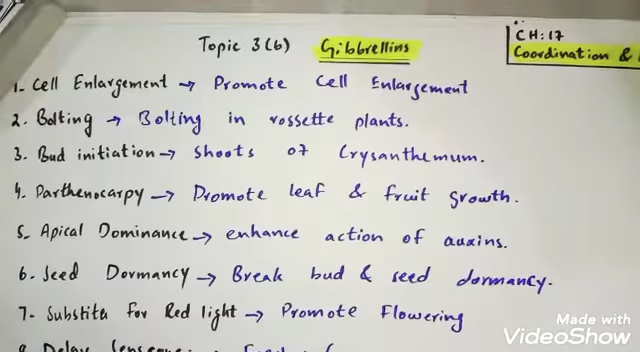 Topic 3(b) Gibbrellins
CH:17
Coordination &
1. Cell Enlargement → Promote Cell Enlargement
2. Bolting → Bolting in rossette plants.
3. Bud initiation → Shoots of Crysanthemum.
4. Parthenocarpy → Promote leaf & fruit growth.
5. Apical Dominance → enhance action of auxins.
6. Seed Dormancy → Break bud & seed dormancy.
7- Substitu for Red light → Promote Flowering
8. Delay
Made with
VideoShow